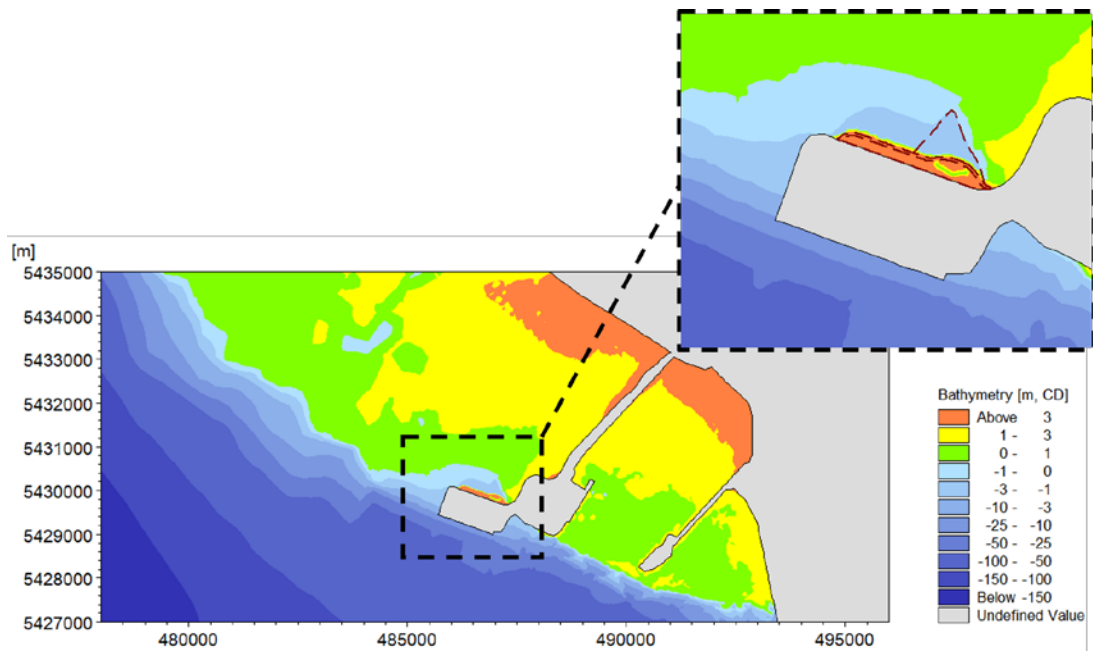 [m]
5435000
5434000
5433000
5432000
5431000
5430000
5429000
5428000
5427000
480000 485000 490000 495000
Bathymetry [m, CD]
Above 3
1 - 3
0 - 1
-1 - 0
-3 - -1
-10 - -3
-25 - -10
-50 - -25
-100 - -50
-150 - -100
Below -150
Undefined Value